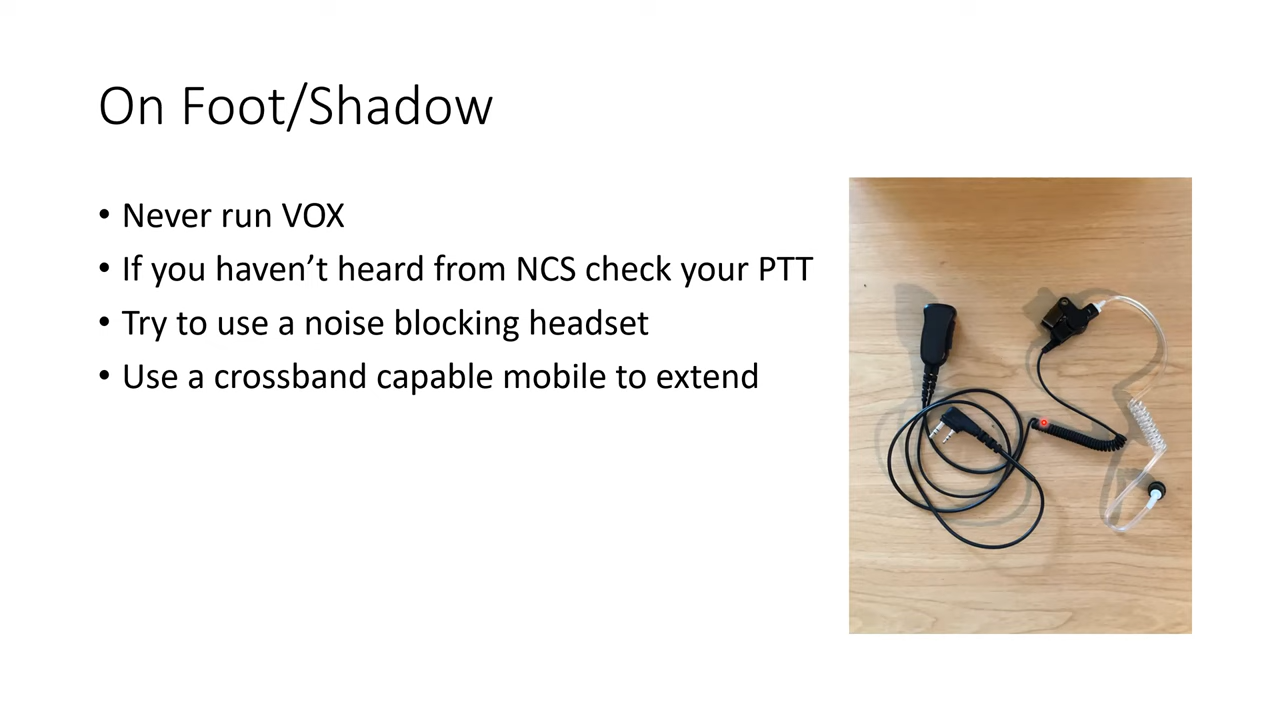 On Foot/Shadow
• Never run VOX
• If you haven’t heard from NCS check your PTT
• Try to use a noise blocking headset
• Use a crossband capable mobile to extend